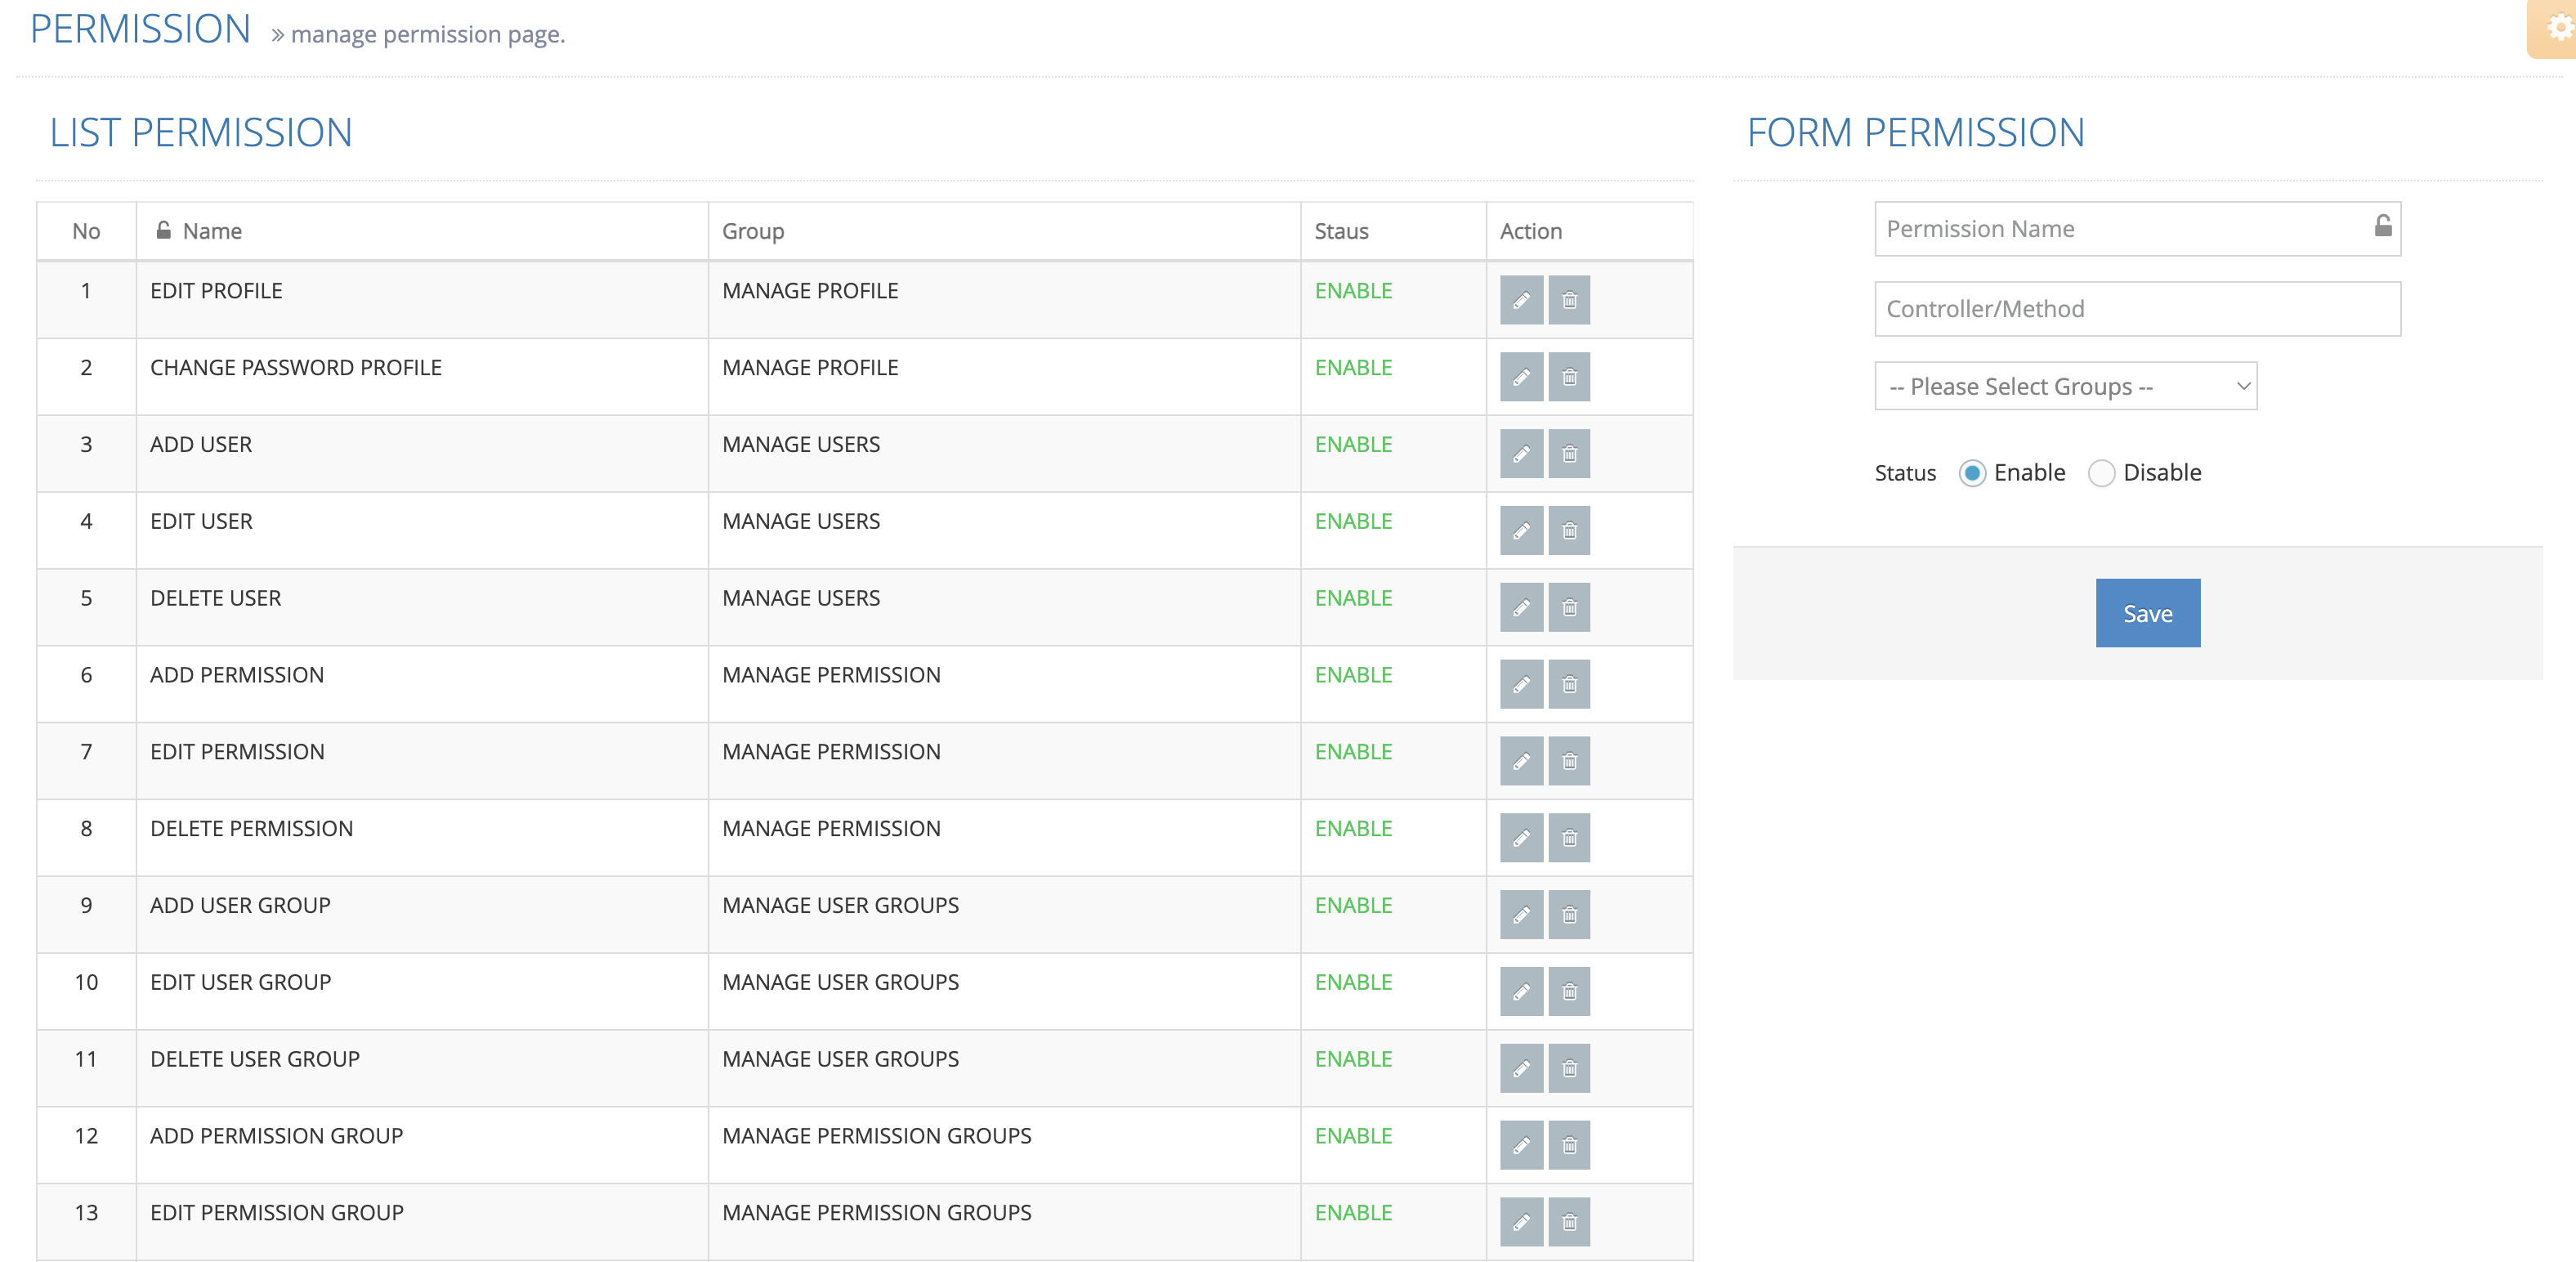 PERMISSION » manage permission page.
LIST PERMISSION
No Name Group Staus Action
1 EDIT PROFILE MANAGE PROFILE ENABLE
2 CHANGE PASSWORD PROFILE MANAGE PROFILE ENABLE
3 ADD USER MANAGE USERS ENABLE
4 EDIT USER MANAGE USERS ENABLE
5 DELETE USER MANAGE USERS ENABLE
6 ADD PERMISSION MANAGE PERMISSION ENABLE
7 EDIT PERMISSION MANAGE PERMISSION ENABLE
8 DELETE PERMISSION MANAGE PERMISSION ENABLE
9 ADD USER GROUP MANAGE USER GROUPS ENABLE
10 EDIT USER GROUP MANAGE USER GROUPS ENABLE
11 DELETE USER GROUP MANAGE USER GROUPS ENABLE
12 ADD PERMISSION GROUP MANAGE PERMISSION GROUPS ENABLE
13 EDIT PERMISSION GROUP MANAGE PERMISSION GROUPS ENABLE
FORM PERMISSION
Permission Name
Controller/Method
-- Please Select Groups --
Status Enable Disable
Save